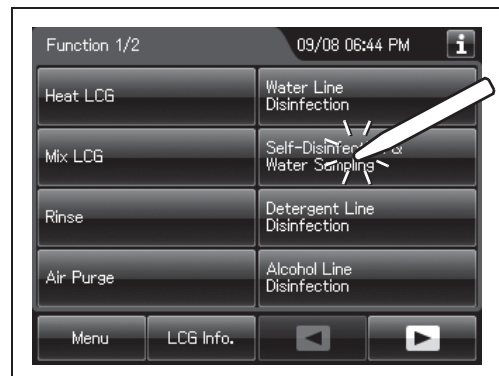 Function 1/2
09/08 06:44 PM
i
Heat LCG
Water Line
Disinfection
Mix LCG
Self-Disinfection &
Water Sampling
Rinse
Detergent Line
Disinfection
Air Purge
Alcohol Line
Disinfection
Menu
LCG Info.